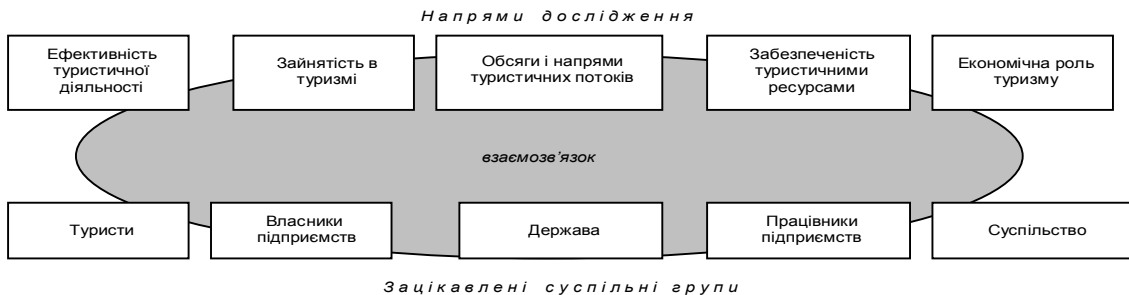 Напрями дослідження
Ефективність
туристичної
діяльності
Зайнятість в
туризмі
Обсяги і напрями
туристичних потоків
Забезпеченість
туристичними
ресурсами
Економічна роль
туризму
взаємозв'язок
Туристи
Власники
підприємств
Держава
Працівники
підприємств
Суспільство
Зацікавлені суспільні групи